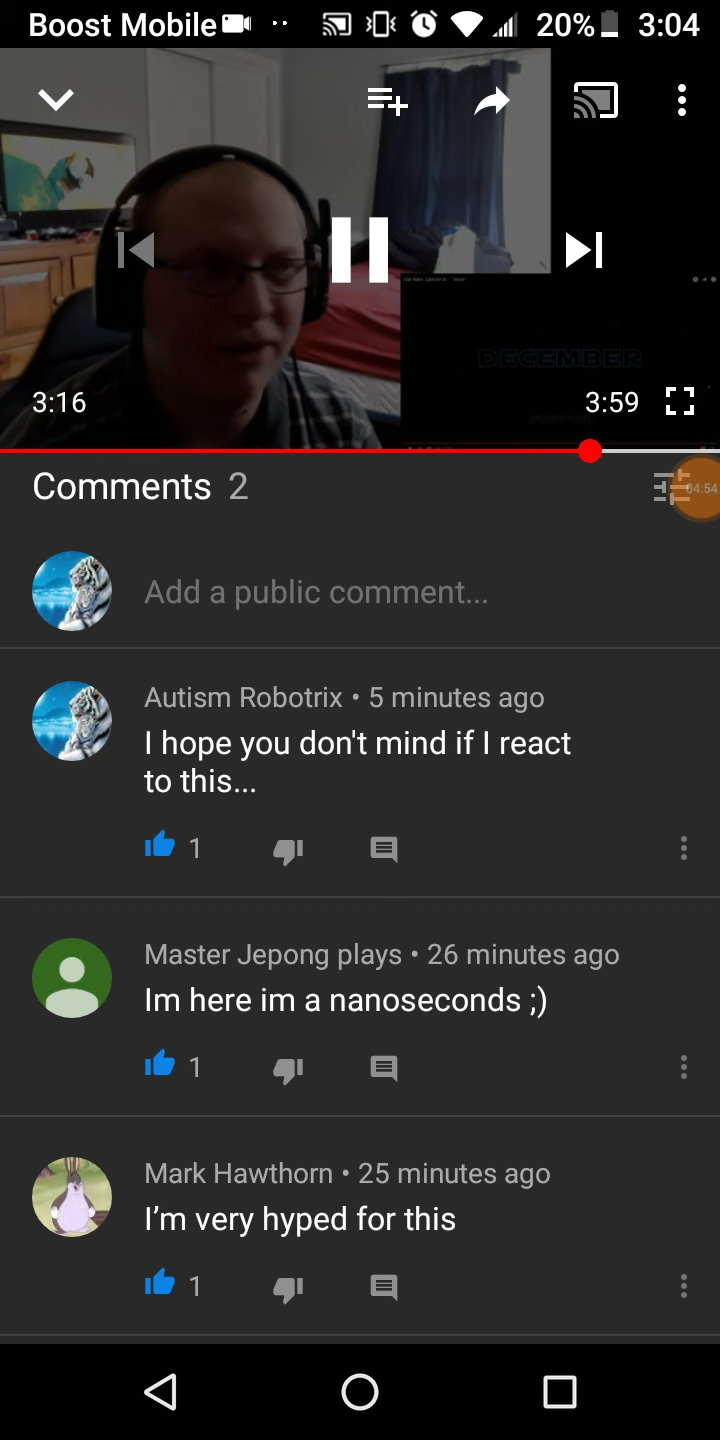 Boost Mobile 20% 3:04
DECEMBER
3:16 3:59
Comments 2
04:54
Add a public comment...
Autism Robotrix • 5 minutes ago
I hope you don't mind if I react
to this...
1
Master Jepong plays • 26 minutes ago
Im here im a nanoseconds ;)
1
Mark Hawthorn • 25 minutes ago
I’m very hyped for this
1